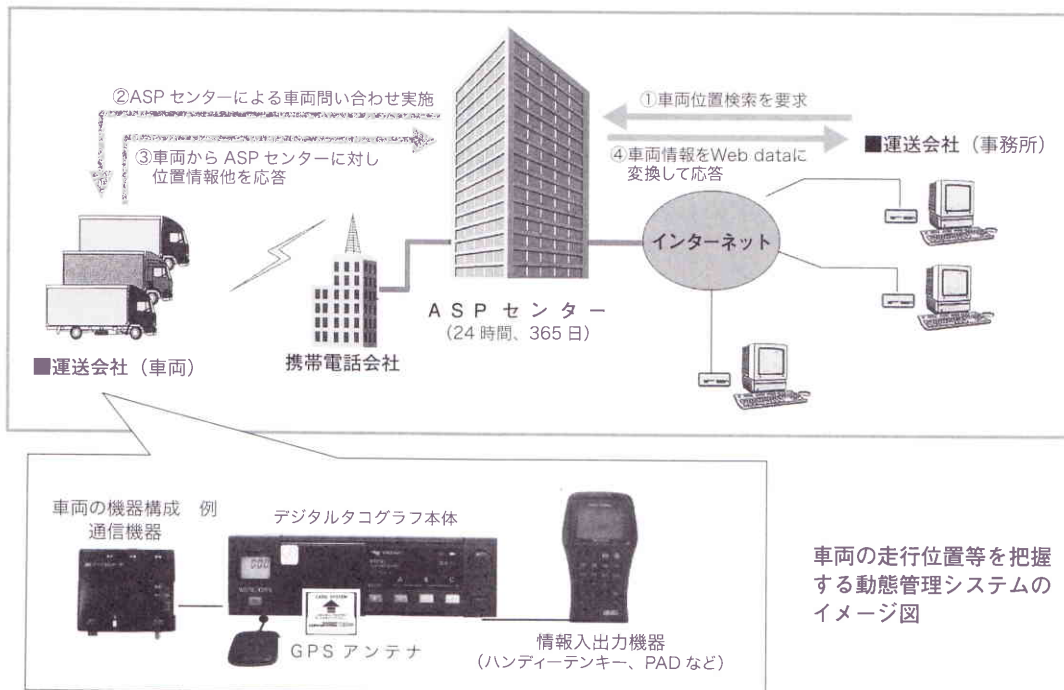 ②ASP センターによる車両問い合わせ実施
①車両位置検索を要求
③車両から ASP センターに対し
位置情報他を応答
④車両情報をWeb dataに
変換して応答
■運送会社（事務所）
インターネット
ASP センター
（24 時間、365 日）
携帯電話会社
■運送会社（車両）
車両の機器構成　例
通信機器
デジタルタコグラフ本体
GPS アンテナ
情報入出力機器
（ハンディーテンキー、PAD など）
車両の走行位置等を把握
する動態管理システムの
イメージ図